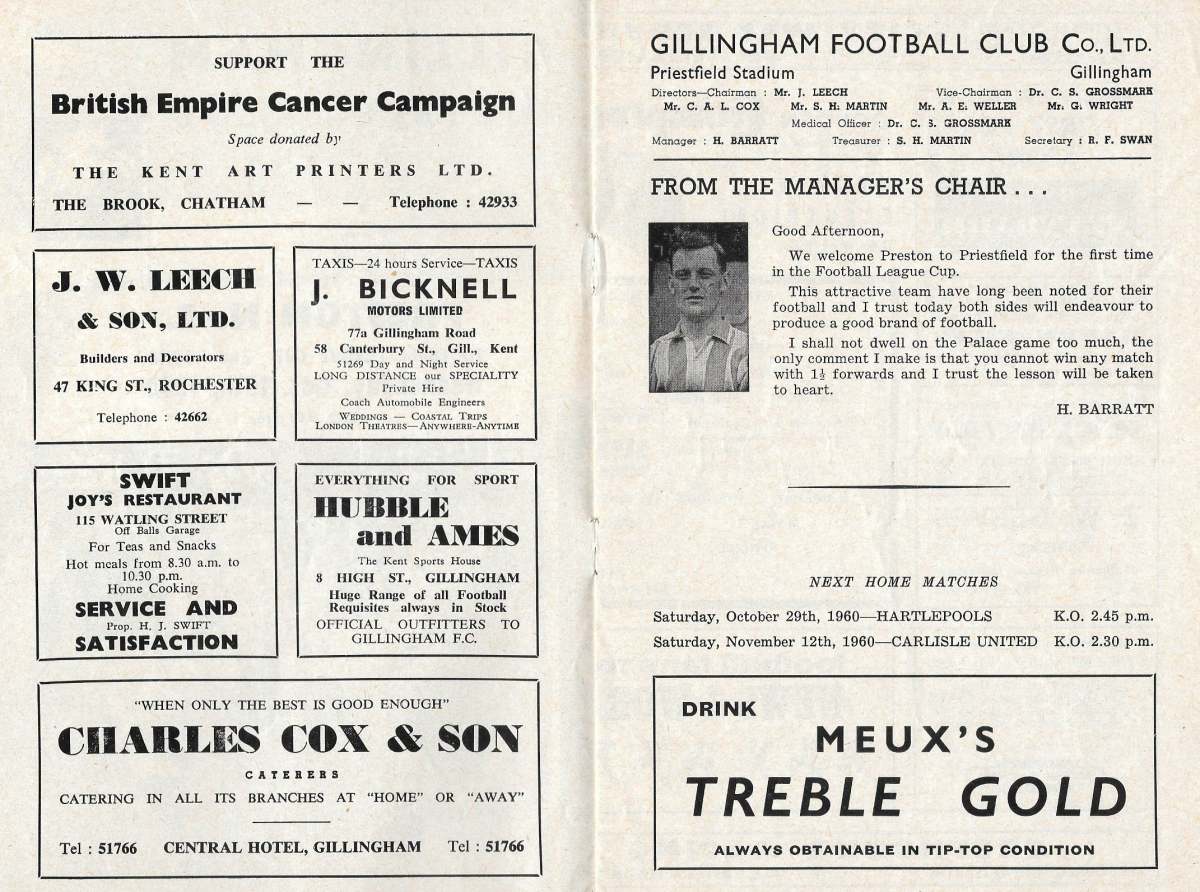 SUPPORT THE
British Empire Cancer Campaign
Space donated by
THE KENT ART PRINTERS LTD.
THE BROOK, CHATHAM — — Telephone : 42933
J. W. LEECH
& SON, LTD.
Builders and Decorators
47 KING ST., ROCHESTER
Telephone : 42662
TAXIS—24 hours Service—TAXIS
J. BICKNELL
MOTORS LIMITED
77a Gillingham Road
58 Canterbury St., Gill., Kent
51269 Day and Night Service
LONG DISTANCE our SPECIALITY
Private Hire
Coach Automobile Engineers
WEDDINGS — COASTAL TRIPS
LONDON THEATRES—ANYWHERE-ANYTIME
SWIFT
JOY'S RESTAURANT
115 WATLING STREET
Off Balls Garage
For Teas and Snacks
Hot meals from 8.30 a.m. to
10.30 p.m.
Home Cooking
SERVICE AND
Prop. H. J. SWIFT
SATISFACTION
EVERYTHING FOR SPORT
HUBBLE
and AMES
The Kent Sports House
8 HIGH ST., GILLINGHAM
Huge Range of all Football
Requisites always in Stock
OFFICIAL OUTFITTERS TO
GILLINGHAM F.C.
"WHEN ONLY THE BEST IS GOOD ENOUGH"
CHARLES COX & SON
CATERERS
CATERING IN ALL ITS BRANCHES AT "HOME" OR "AWAY"
Tel : 51766 CENTRAL HOTEL, GILLINGHAM Tel : 51766
GILLINGHAM FOOTBALL CLUB Co., LTD.
Priestfield Stadium Gillingham
Directors—Chairman : Mr. J. LEECH Vice-Chairman : Dr. C. S. GROSSMARK
Mr. C. A. L. COX Mr. S. H. MARTIN Mr. A. E. WELLER Mr. G. WRIGHT
Medical Officer : Dr. C. S. GROSSMARK
Manager : H. BARRATT Treasurer : S. H. MARTIN Secretary : R. F. SWAN
FROM THE MANAGER'S CHAIR . . .
Good Afternoon,
We welcome Preston to Priestfield for the first time
in the Football League Cup.
This attractive team have long been noted for their
football and I trust today both sides will endeavour to
produce a good brand of football.
I shall not dwell on the Palace game too much, the
only comment I make is that you cannot win any match
with 1½ forwards and I trust the lesson will be taken
to heart.
H. BARRATT
NEXT HOME MATCHES
Saturday, October 29th, 1960—HARTLEPOOLS K.O. 2.45 p.m.
Saturday, November 12th, 1960—CARLISLE UNITED K.O. 2.30 p.m.
DRINK
MEUX'S
TREBLE GOLD
ALWAYS OBTAINABLE IN TIP-TOP CONDITION